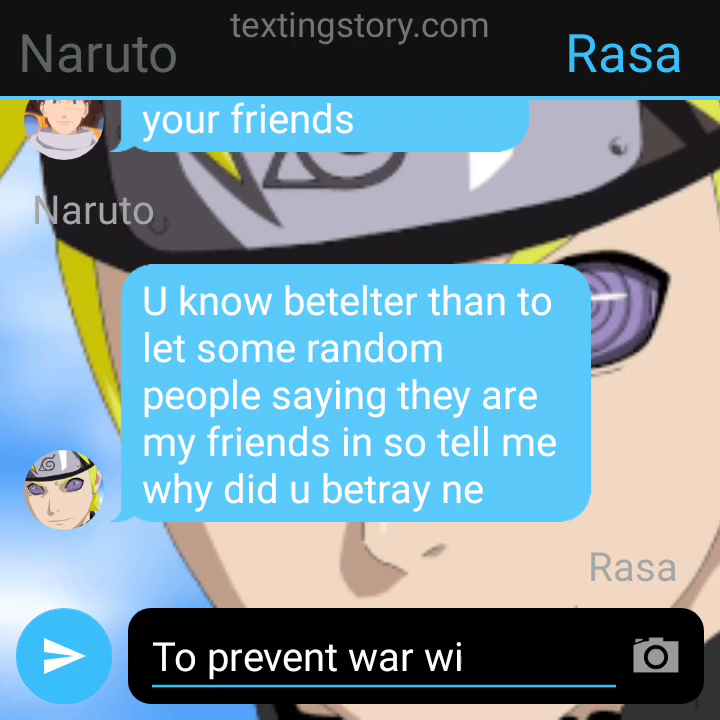 textingstory.com
Naruto
Rasa
your friends
Naruto
U know betelter than to
let some random
people saying they are
my friends in so tell me
why did u betray ne
Rasa
To prevent war wi